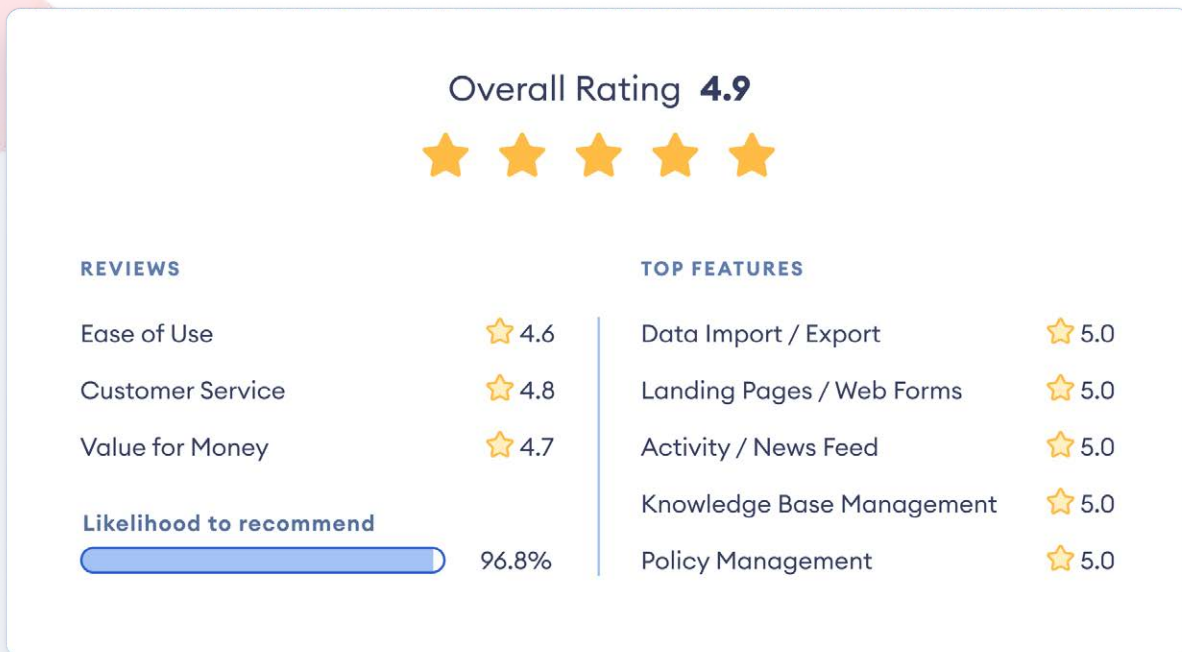 Overall Rating 4.9
REVIEWS
Ease of Use 4.6
Customer Service 4.8
Value for Money 4.7
Likelihood to recommend
96.8%
TOP FEATURES
Data Import / Export 5.0
Landing Pages / Web Forms 5.0
Activity / News Feed 5.0
Knowledge Base Management 5.0
Policy Management 5.0